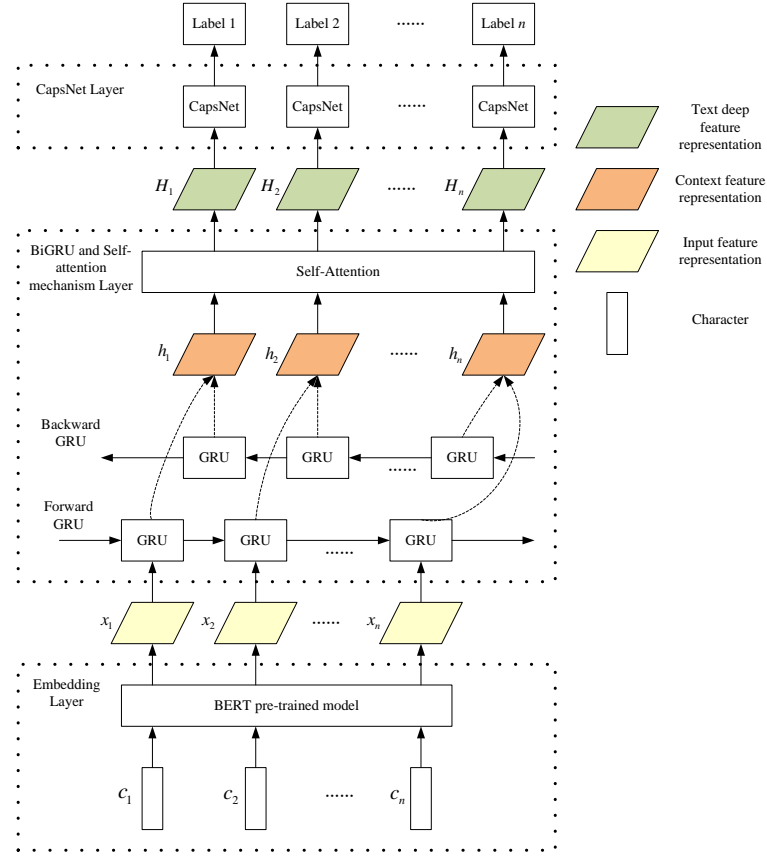 Label 1
Label 2
......
Label n
CapsNet Layer
CapsNet
CapsNet
......
CapsNet
H1
H2
......
Hn
BiGRU and Self-
attention
mechanism Layer
Self-Attention
h1
h2
......
hn
Backward
GRU
GRU
GRU
......
GRU
Forward
GRU
GRU
GRU
......
GRU
x1
x2
......
xn
Embedding
Layer
BERT pre-trained model
c1
c2
......
cn
Text deep
feature
representation
Context feature
representation
Input feature
representation
Character